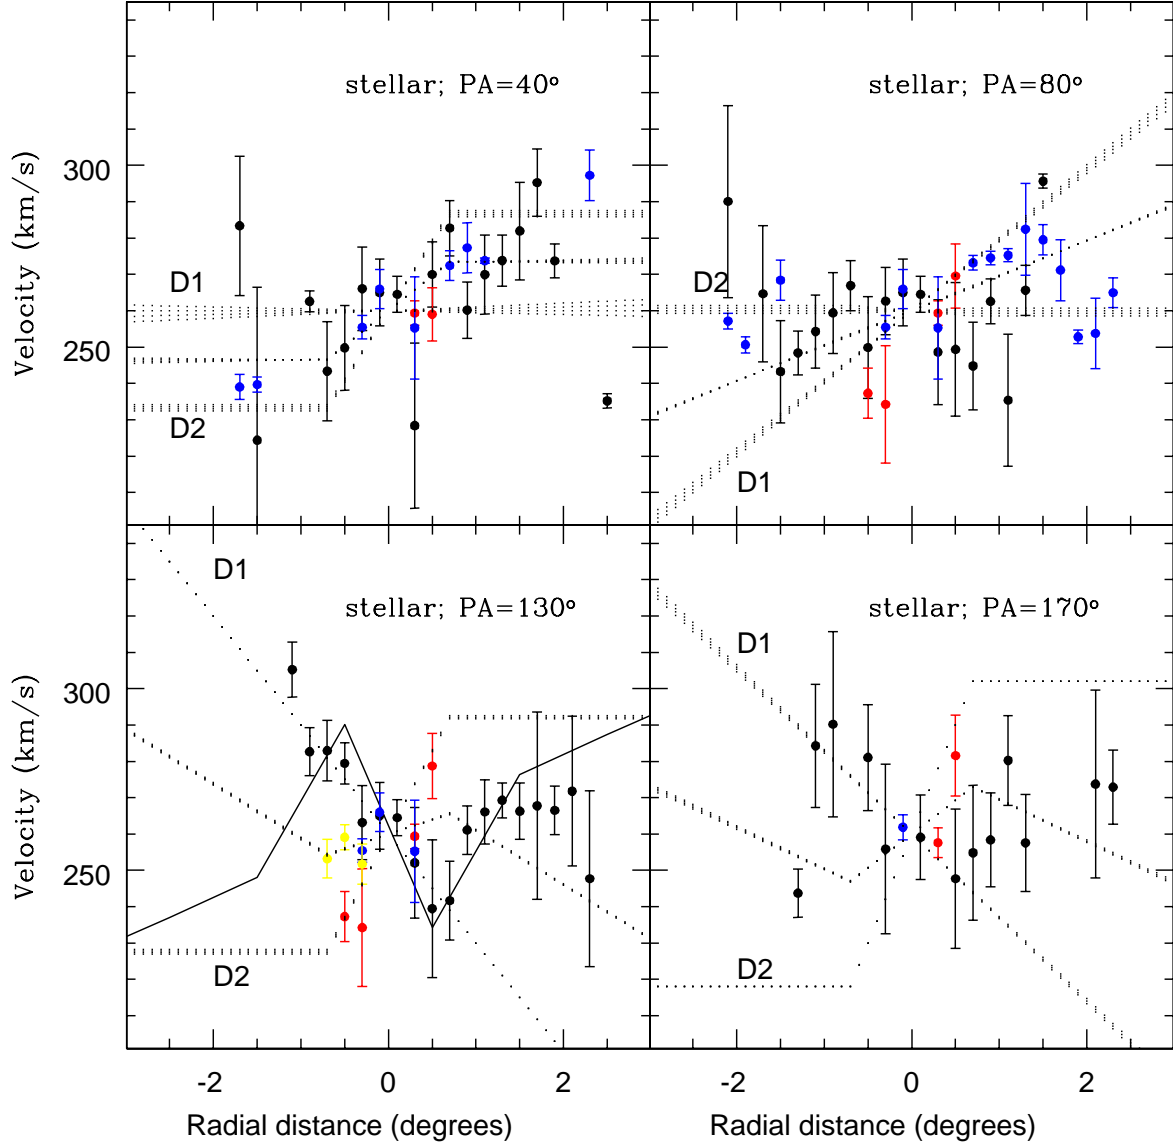 stellar; PA=40°
stellar; PA=80°
Velocity (km/s)
300
250
D1
D2
D2
D1
stellar; PA=130°
stellar; PA=170°
Velocity (km/s)
300
250
D1
D2
D1
D2
-2 0 2
-2 0 2
Radial distance (degrees)
Radial distance (degrees)